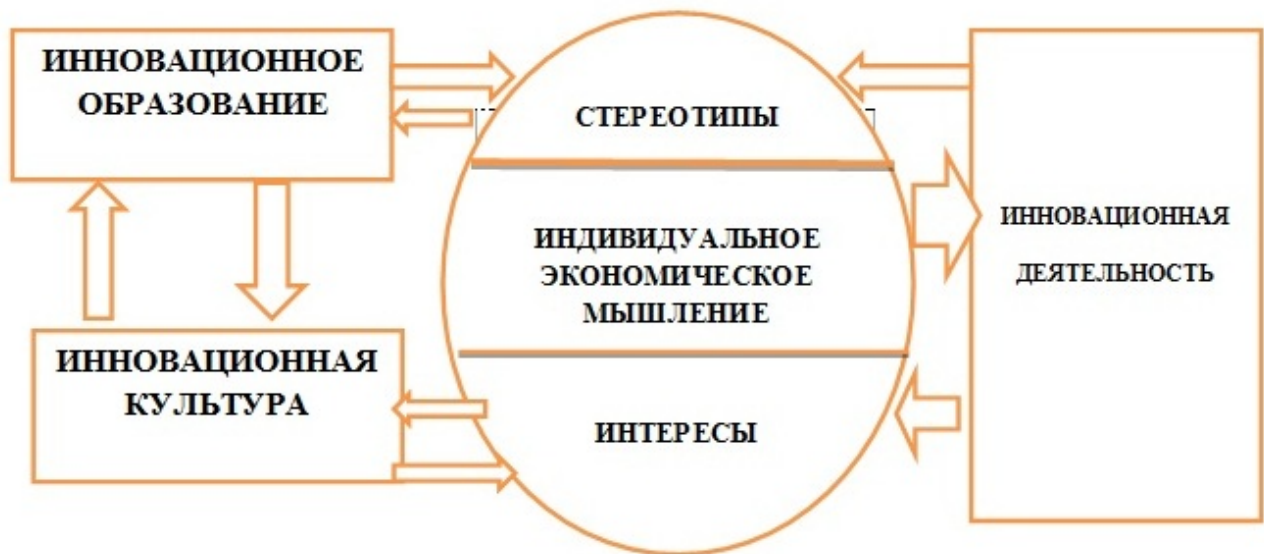 ИННОВАЦИОННОЕ
ОБРАЗОВАНИЕ
ИННОВАЦИОННАЯ
КУЛЬТУРА
СТЕРЕОТИПЫ
ИНДИВИДУАЛЬНОЕ
ЭКОНОМИЧЕСКОЕ
МЫШЛЕНИЕ
ИНТЕРЕСЫ
ИННОВАЦИОННАЯ
ДЕЯТЕЛЬНОСТЬ